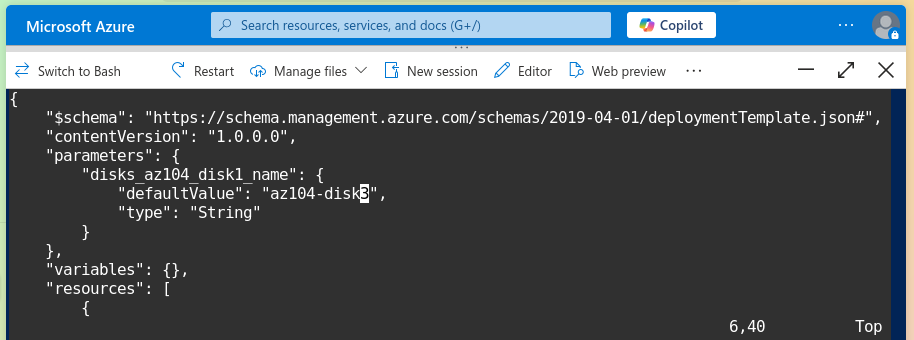 Microsoft Azure
Search resources, services, and docs (G+/)
Copilot
Switch to Bash
Restart
Manage files
New session
Editor
Web preview
{
    "$schema": "https://schema.management.azure.com/schemas/2019-04-01/deploymentTemplate.json#",
    "contentVersion": "1.0.0.0",
    "parameters": {
        "disks_az104_disk1_name": {
            "defaultValue": "az104-disk3",
            "type": "String"
        }
    },
    "variables": {},
    "resources": [
        {
6,40 Top